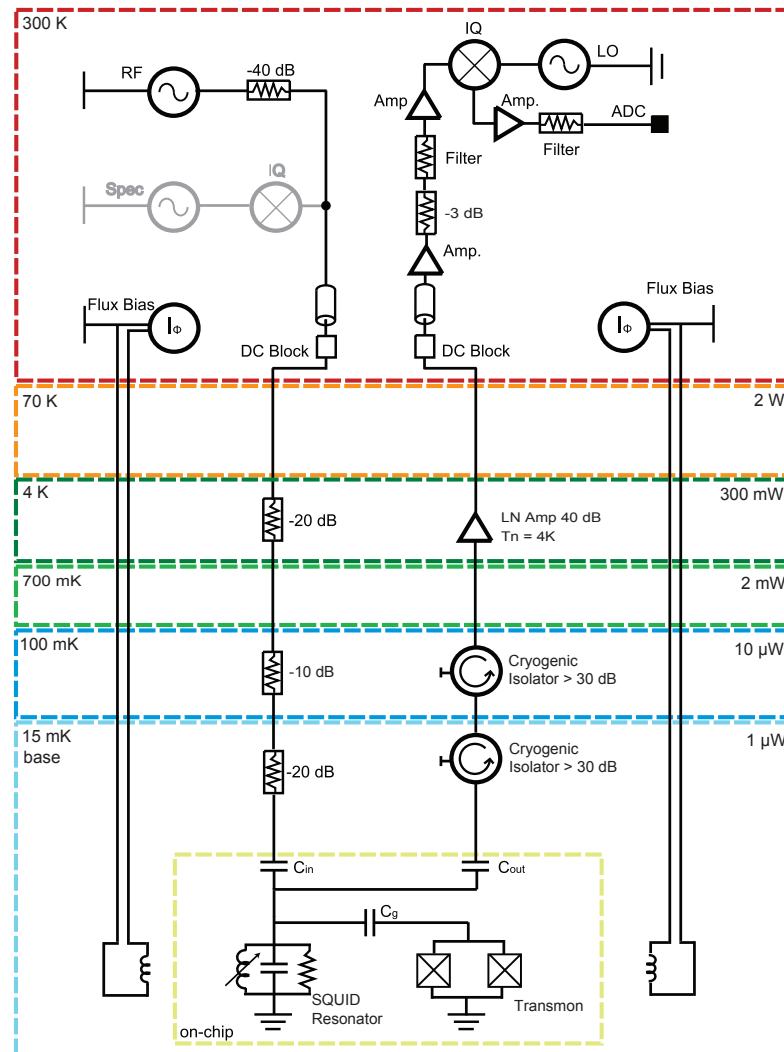 300 K
RF
-40 dB
IQ
LO
Amp
Amp.
ADC
Filter
Filter
Spec
IQ
-3 dB
Amp.
Flux Bias
IΦ
Flux Bias
IΦ
DC Block
DC Block
70 K
2 W
4 K
300 mW
-20 dB
LN Amp 40 dB
Tn = 4K
700 mK
2 mW
100 mK
10 µW
-10 dB
Cryogenic
Isolator > 30 dB
15 mK
base
1 µW
-20 dB
Cryogenic
Isolator > 30 dB
Cin
Cout
Cg
SQUID
Resonator
Transmon
on-chip